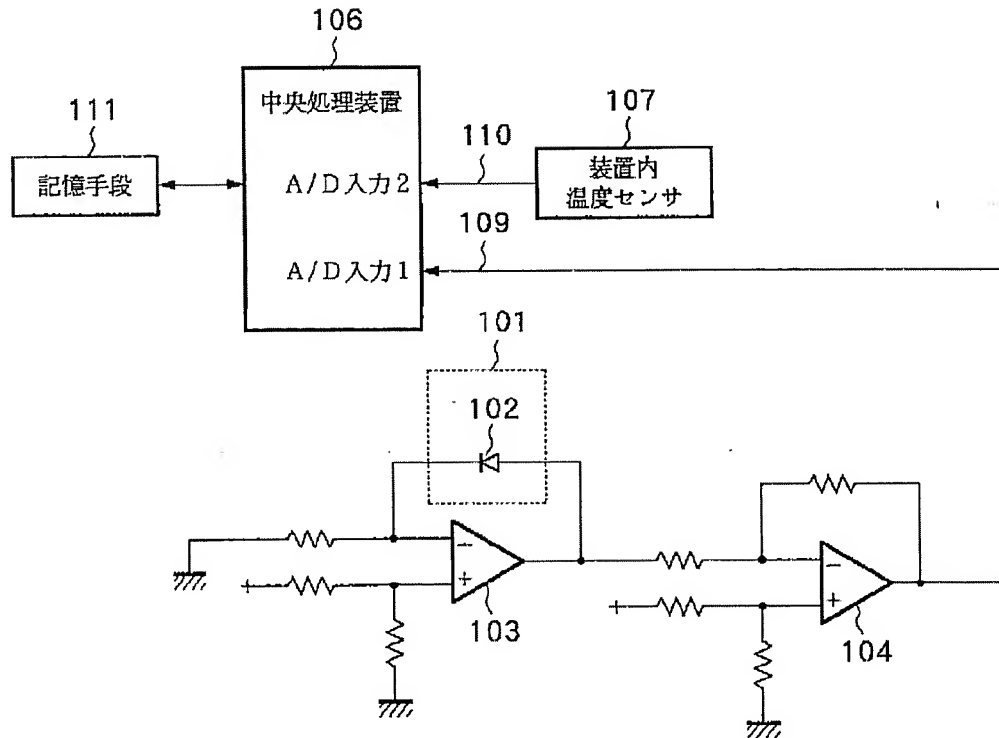 106
中央処理装置
111
107
110
記憶手段
A/D入力2
装置内
温度センサ
109
A/D入力1
101
102
−
+
+
103
−
+
+
104